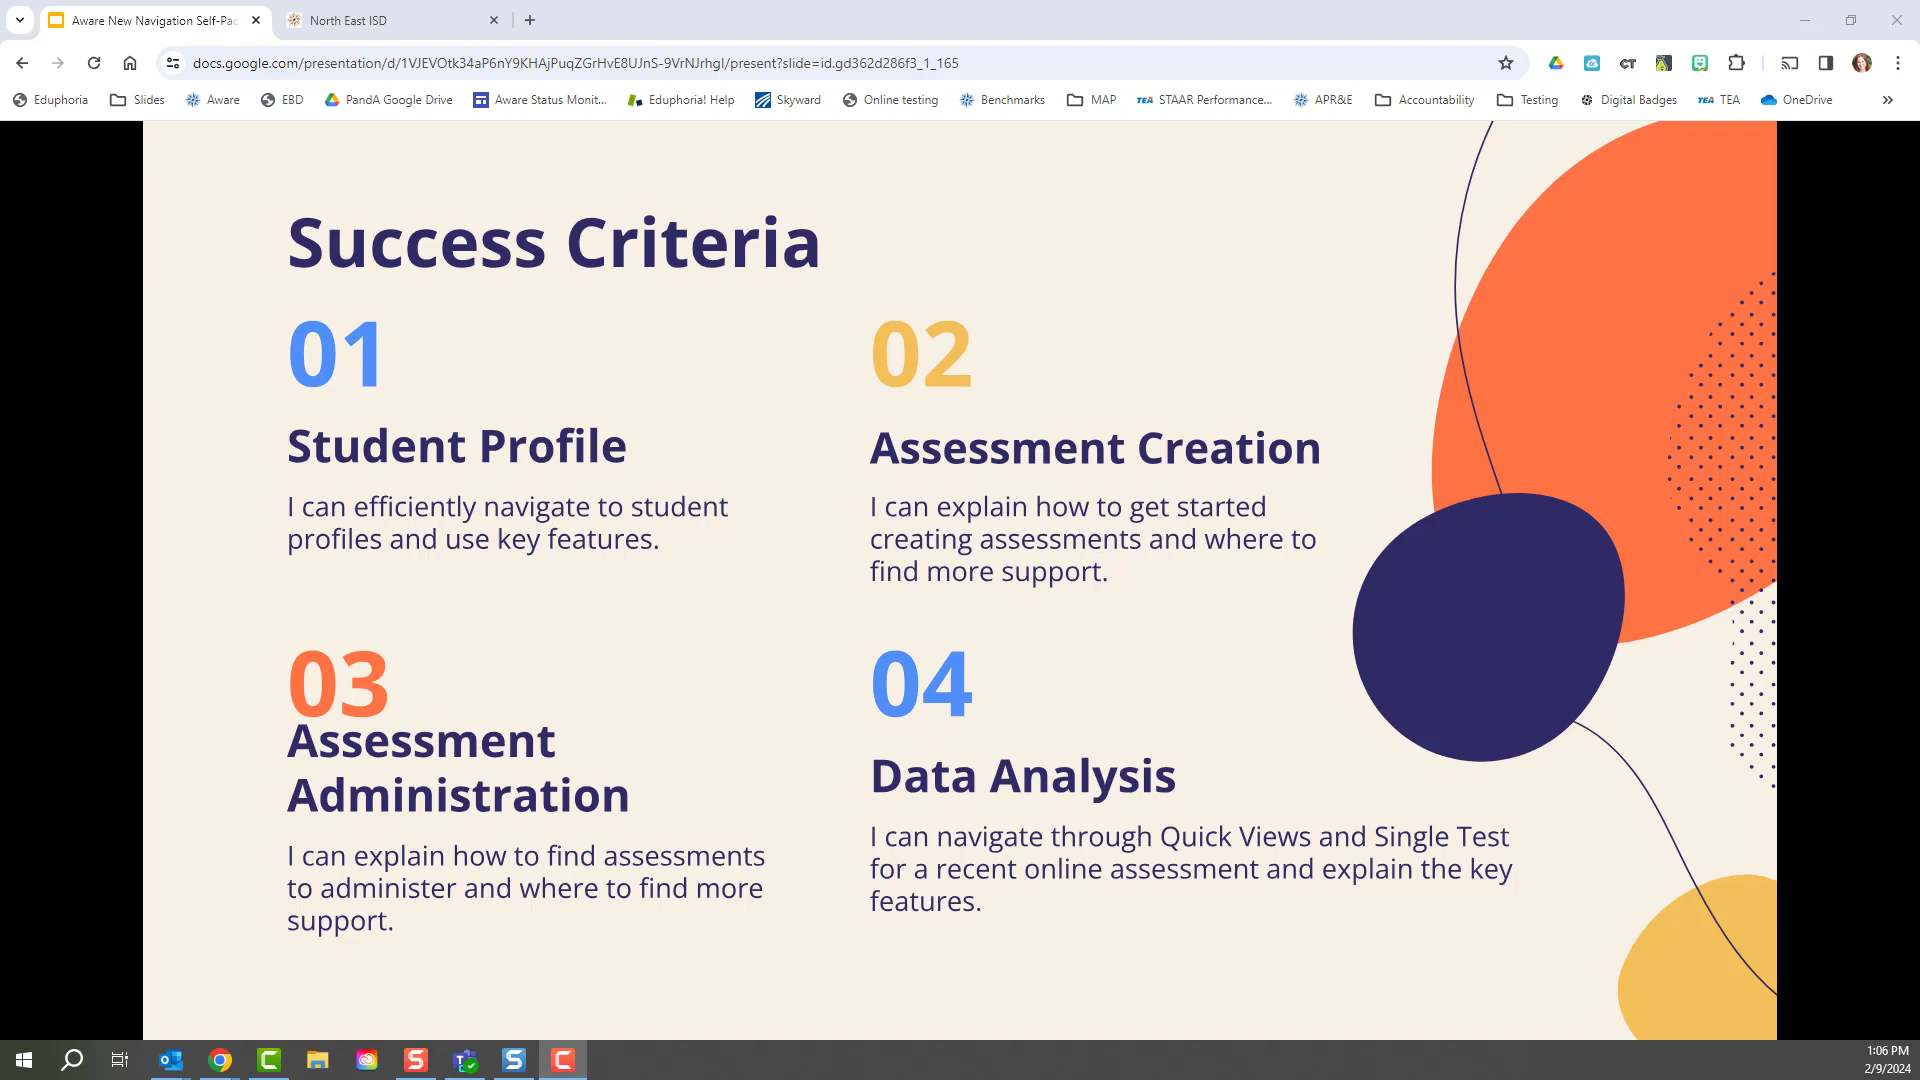 Aware New Navigation Self-Pac
North East ISD
docs.google.com/presentation/d/1VJEVOtk34aP6nY9KHAjPuqZGrHvE8UJnS-9VrNJrhgI/present?slide=id.gd362d286f3_1_165
Eduphoria Slides Aware EBD PandA Google Drive Aware Status Monit... Eduphoria! Help Skyward Online testing Benchmarks MAP TEA STAAR Performance... APR&E Accountability Testing Digital Badges TEA TEA OneDrive
Success Criteria
01
Student Profile
I can efficiently navigate to student
profiles and use key features.
02
Assessment Creation
I can explain how to get started
creating assessments and where to
find more support.
03
Assessment
Administration
I can explain how to find assessments
to administer and where to find more
support.
04
Data Analysis
I can navigate through Quick Views and Single Test
for a recent online assessment and explain the key
features.
1:06 PM
2/9/2024